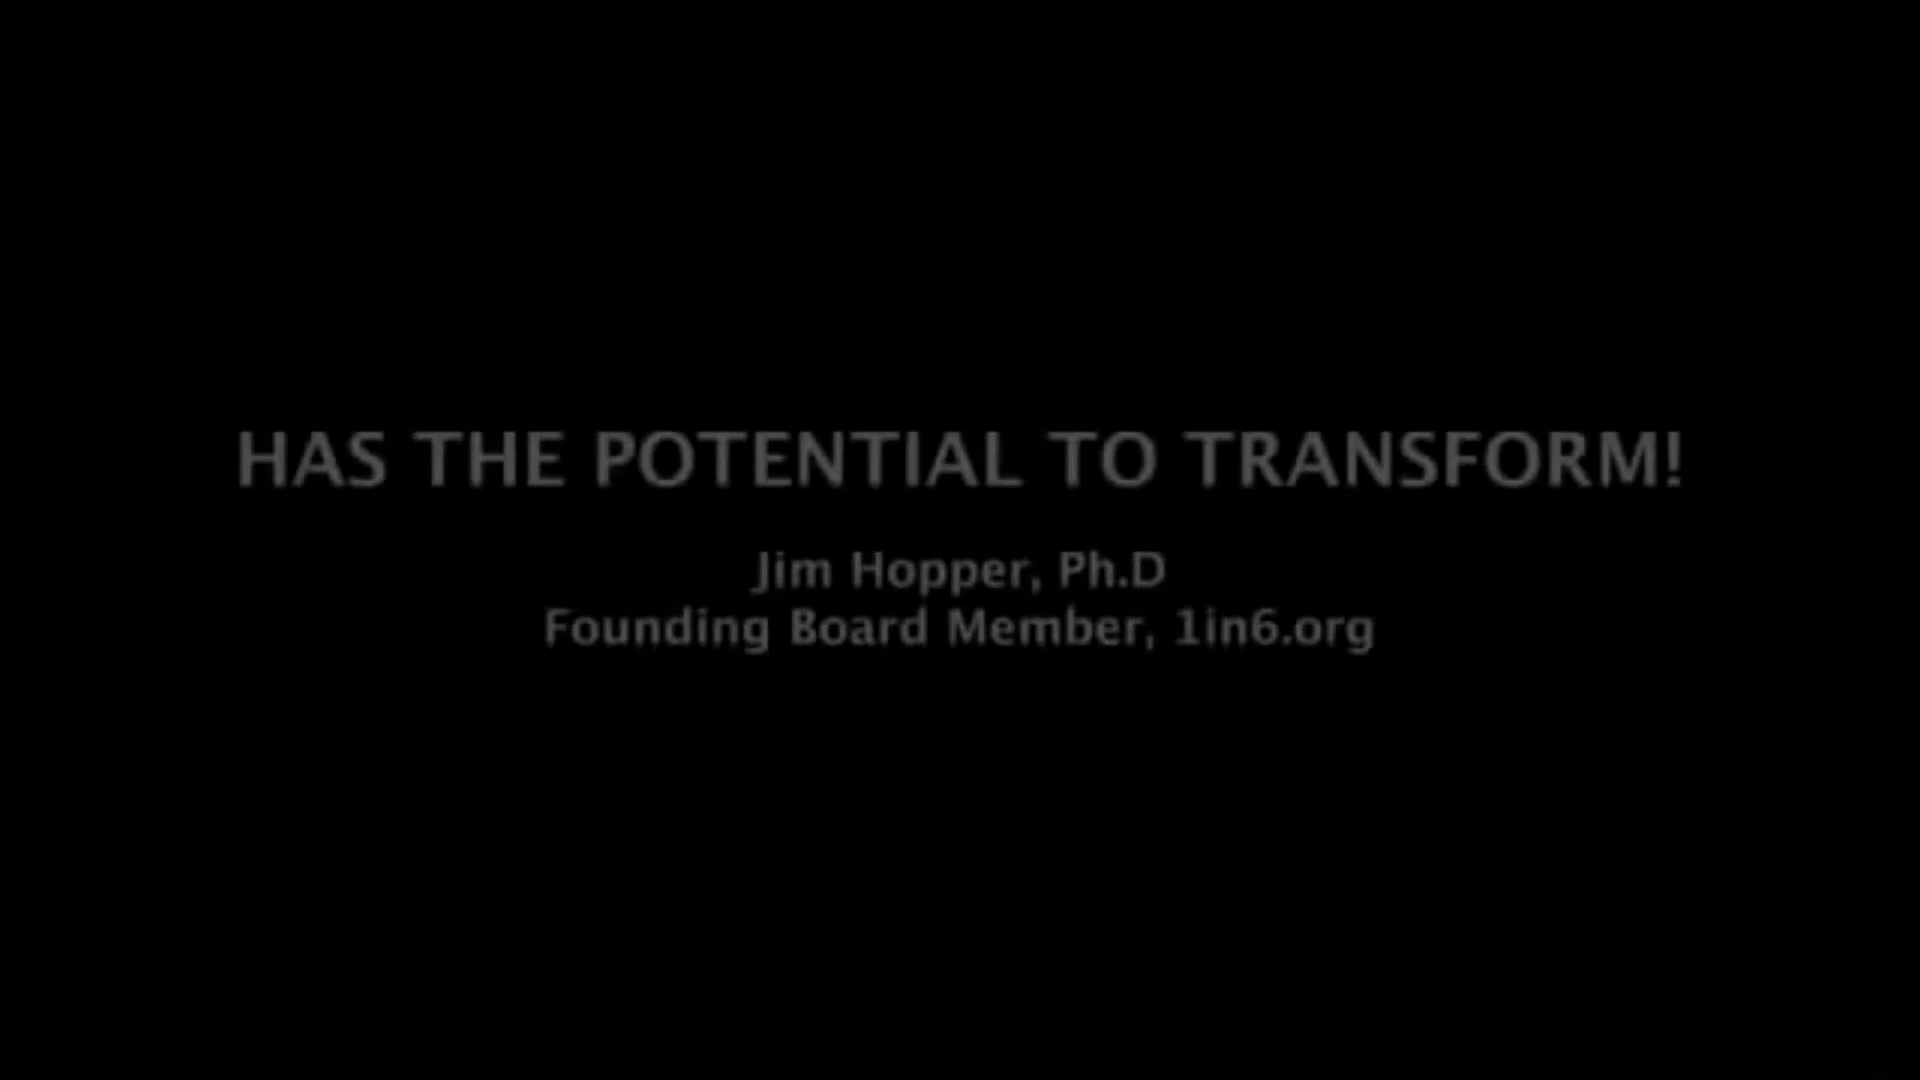 HAS THE POTENTIAL TO TRANSFORM!
Jim Hopper, Ph.D
Founding Board Member, 1in6.org